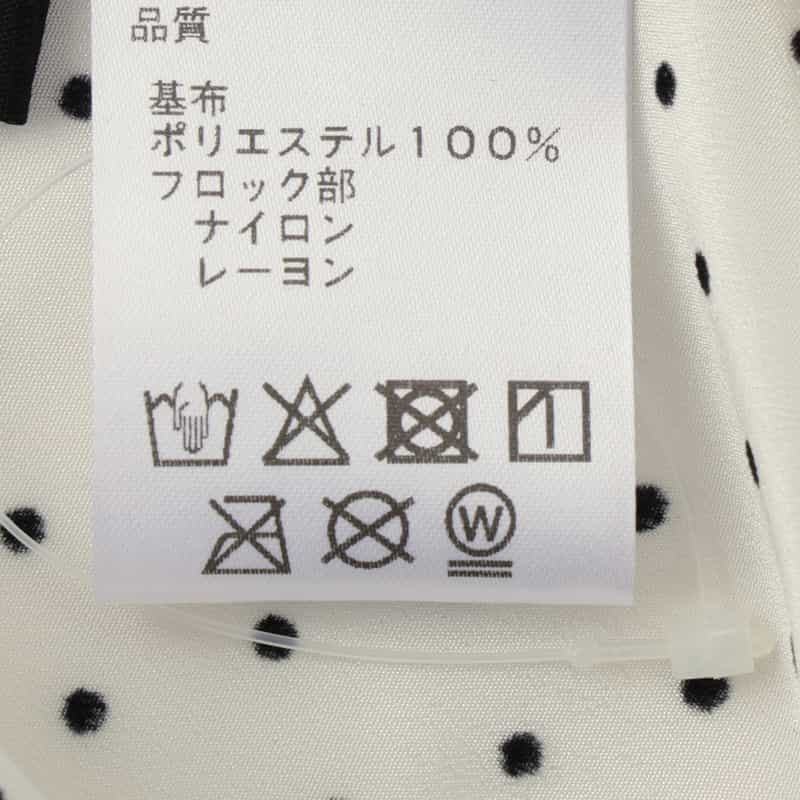 品質
基布
ポリエステル１００％
フロック部
ナイロン
レーヨン
W